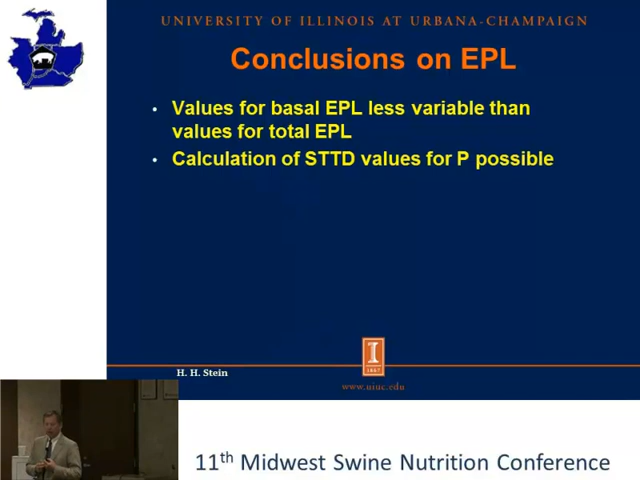 UNIVERSITY OF ILLINOIS AT URBANA-CHAMPAIGN
Conclusions on EPL
• Values for basal EPL less variable than
values for total EPL
• Calculation of STTD values for P possible
I
1867
H. H. Stein
www.uiuc.edu
11th Midwest Swine Nutrition Conference